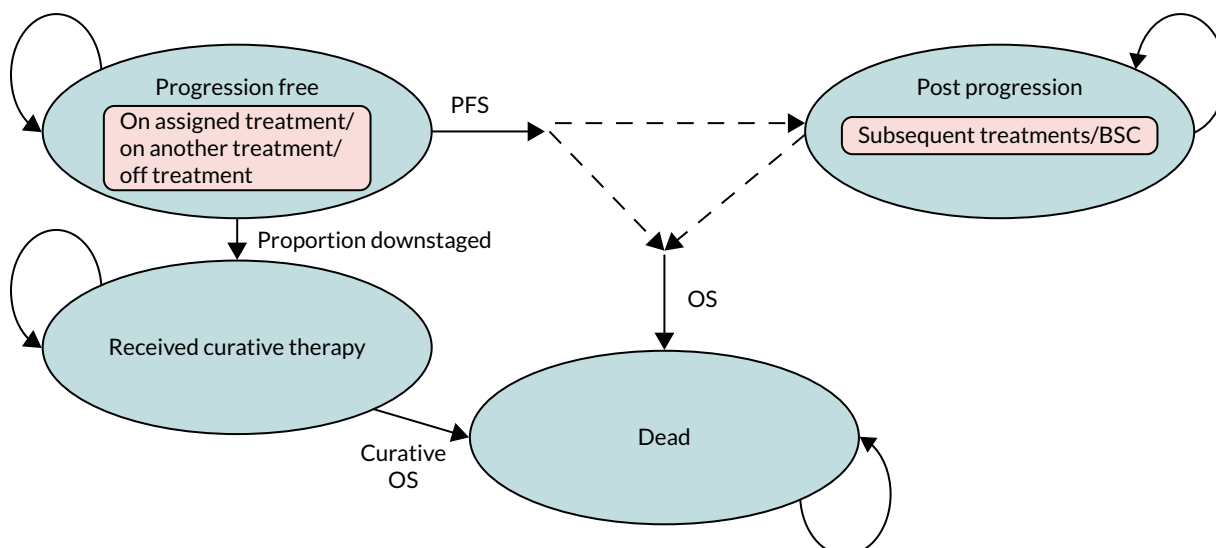 Progression free
On assigned treatment/
on another treatment/
off treatment
PFS
Post progression
Subsequent treatments/BSC
Proportion downstaged
Received curative therapy
OS
Curative
OS
Dead